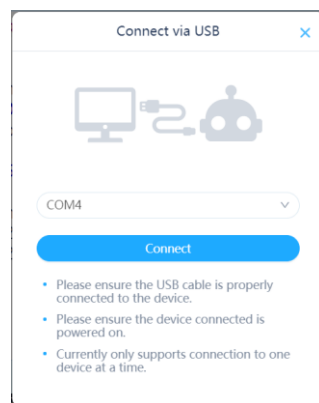 Connect via USB
COM4
Connect
Please ensure the USB cable is properly
connected to the device.
Please ensure the device connected is
powered on.
Currently only supports connection to one
device at a time.